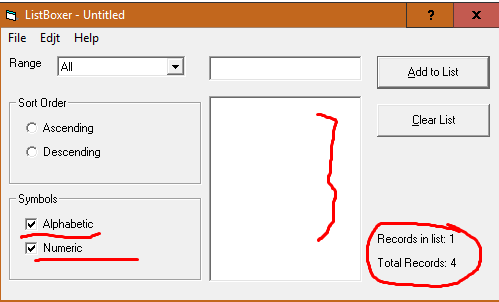 ListBoxer - Untitled
File Edjt Help
Range All Add to List
Sort Order
Ascending
Descending
Clear List
Symbols
Alphabetic
Numeric
Records in list: 1
Total Records: 4